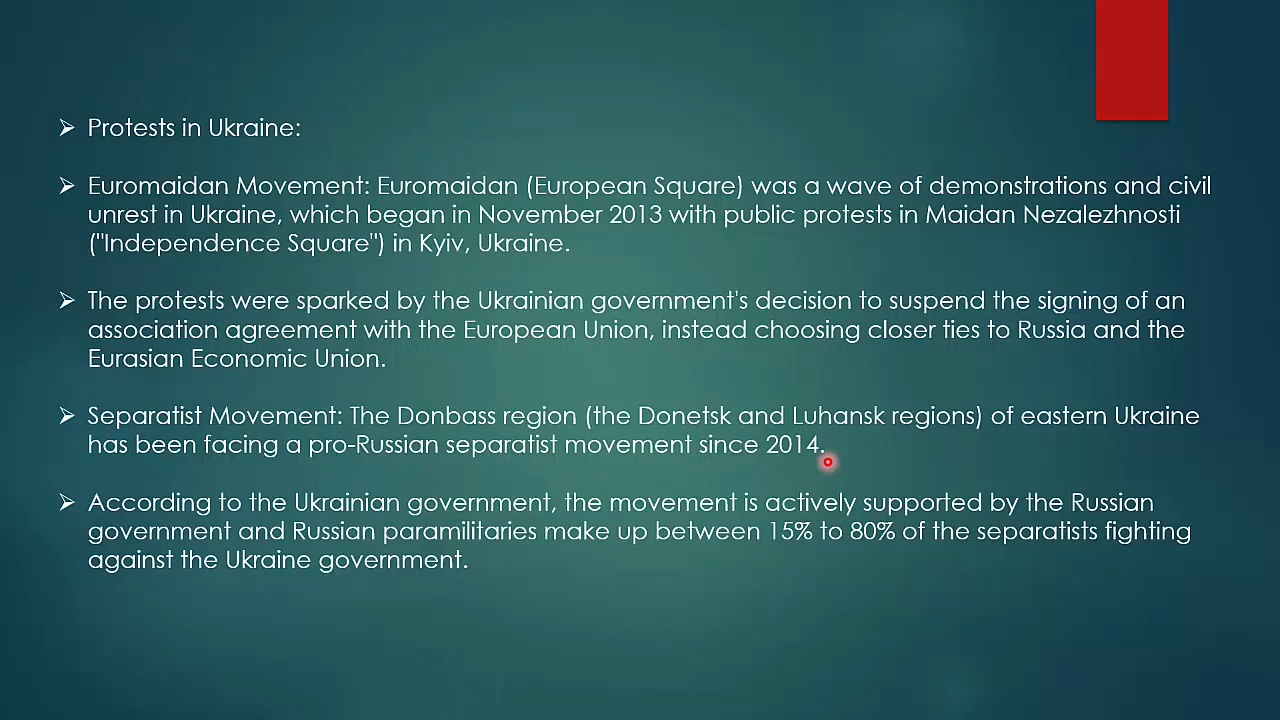 Protests in Ukraine:
Euromaidan Movement: Euromaidan (European Square) was a wave of demonstrations and civil
unrest in Ukraine, which began in November 2013 with public protests in Maidan Nezalezhnosti
("Independence Square") in Kyiv, Ukraine.
The protests were sparked by the Ukrainian government's decision to suspend the signing of an
association agreement with the European Union, instead choosing closer ties to Russia and the
Eurasian Economic Union.
Separatist Movement: The Donbass region (the Donetsk and Luhansk regions) of eastern Ukraine
has been facing a pro-Russian separatist movement since 2014.
According to the Ukrainian government, the movement is actively supported by the Russian
government and Russian paramilitaries make up between 15% to 80% of the separatists fighting
against the Ukraine government.